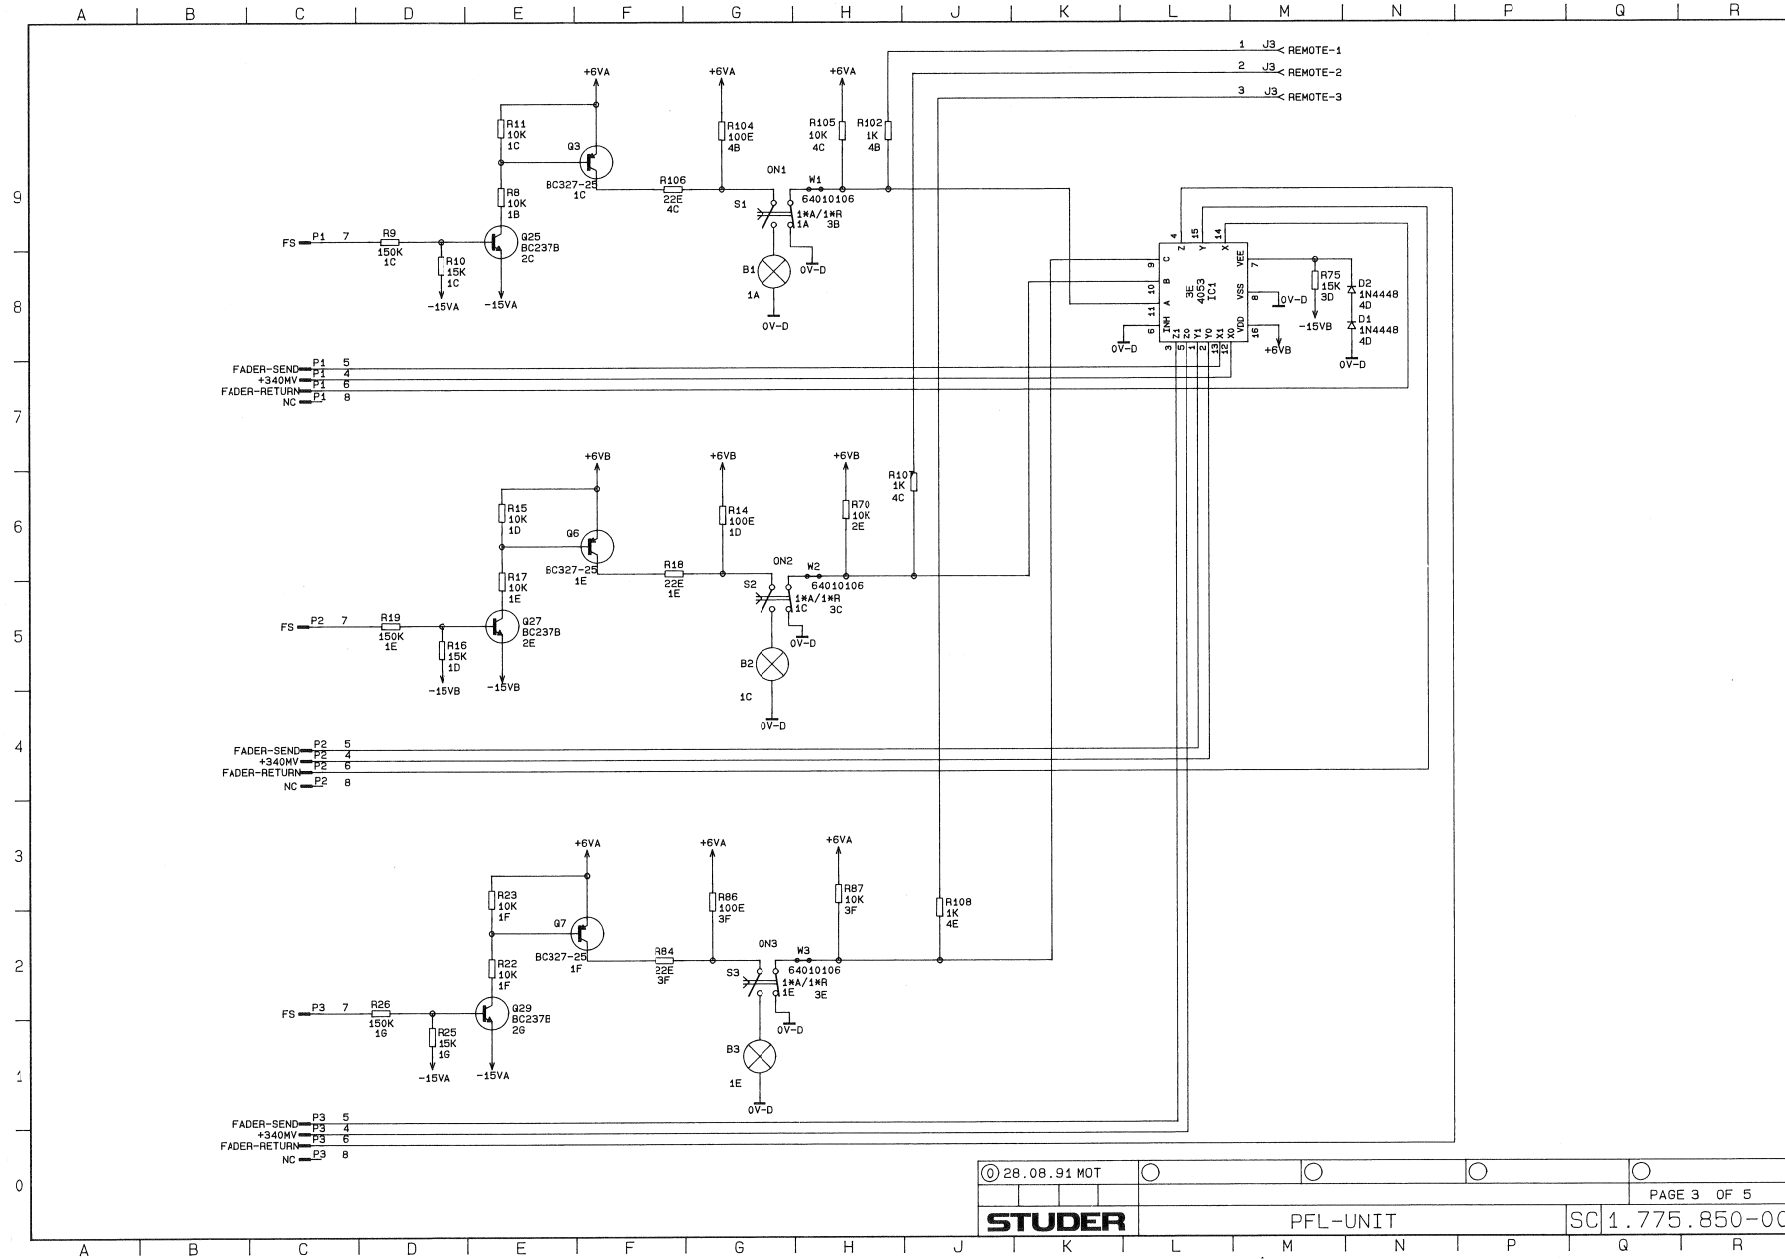 A B C D E F G H J K L M N P Q R
1 J3 REMOTE-1
2 J3 REMOTE-2
3 J3 REMOTE-3
+6VA
+6VA
+6VA
R11
10K
1C
Q3
BC327-25
1C
R104
100E
4B
R105
10K
4C
R102
1K
4B
ON1
R106
22E
4C
W1
64010106
S1
1*A/1*R
1A 3B
9
R8
10K
1B
FS P1 7
R9
150K
1C
R10
15K
1C
-15VA
Q25
BC237B
2C
-15VA
B1
1A
0V-D
0V-D
8
4 15 14
Z Y X
9 C
10 B
11 A
6 INH
3E
4053
IC1
VEE 7
VSS 8
VDD 16
Z1 Z0 Y1 Y0 X1 X0
3 5 1 2 13 12
0V-D
0V-D
+6VB
R75
15K
3D
-15VB
D2
1N4448
4D
D1
1N4448
4D
0V-D
FADER-SEND P1 5
+340MV P1 4
FADER-RETURN P1 6
NC P1 8
7
+6VB
+6VB
+6VB
R15
10K
1D
Q6
BC327-25
1E
R14
100E
1D
R70
10K
2E
R107
1K
4C
6
ON2
R18
22E
1E
W2
64010106
S2
1*A/1*R
1C 3C
R17
10K
1E
FS P2 7
R19
150K
1E
R16
15K
1D
-15VB
Q27
BC237B
2E
-15VB
B2
1C
0V-D
0V-D
5
4
FADER-SEND P2 5
+340MV P2 4
FADER-RETURN P2 6
NC P2 8
3
+6VA
+6VA
+6VA
R23
10K
1F
Q7
BC327-25
1F
R86
100E
3F
R87
10K
3F
R108
1K
4E
ON3
R84
22E
3F
W3
64010106
S3
1*A/1*R
1E 3E
2
R22
10K
1F
FS P3 7
R26
150K
1G
R25
15K
1G
-15VA
Q29
BC237B
2G
-15VA
B3
1E
0V-D
0V-D
1
FADER-SEND P3 5
+340MV P3 4
FADER-RETURN P3 6
NC P3 8
0
0 28.08.91 MOT
PAGE 3 OF 5
STUDER
PFL-UNIT
SC 1.775.850-00
A B C D E F G H J K L M N P Q R